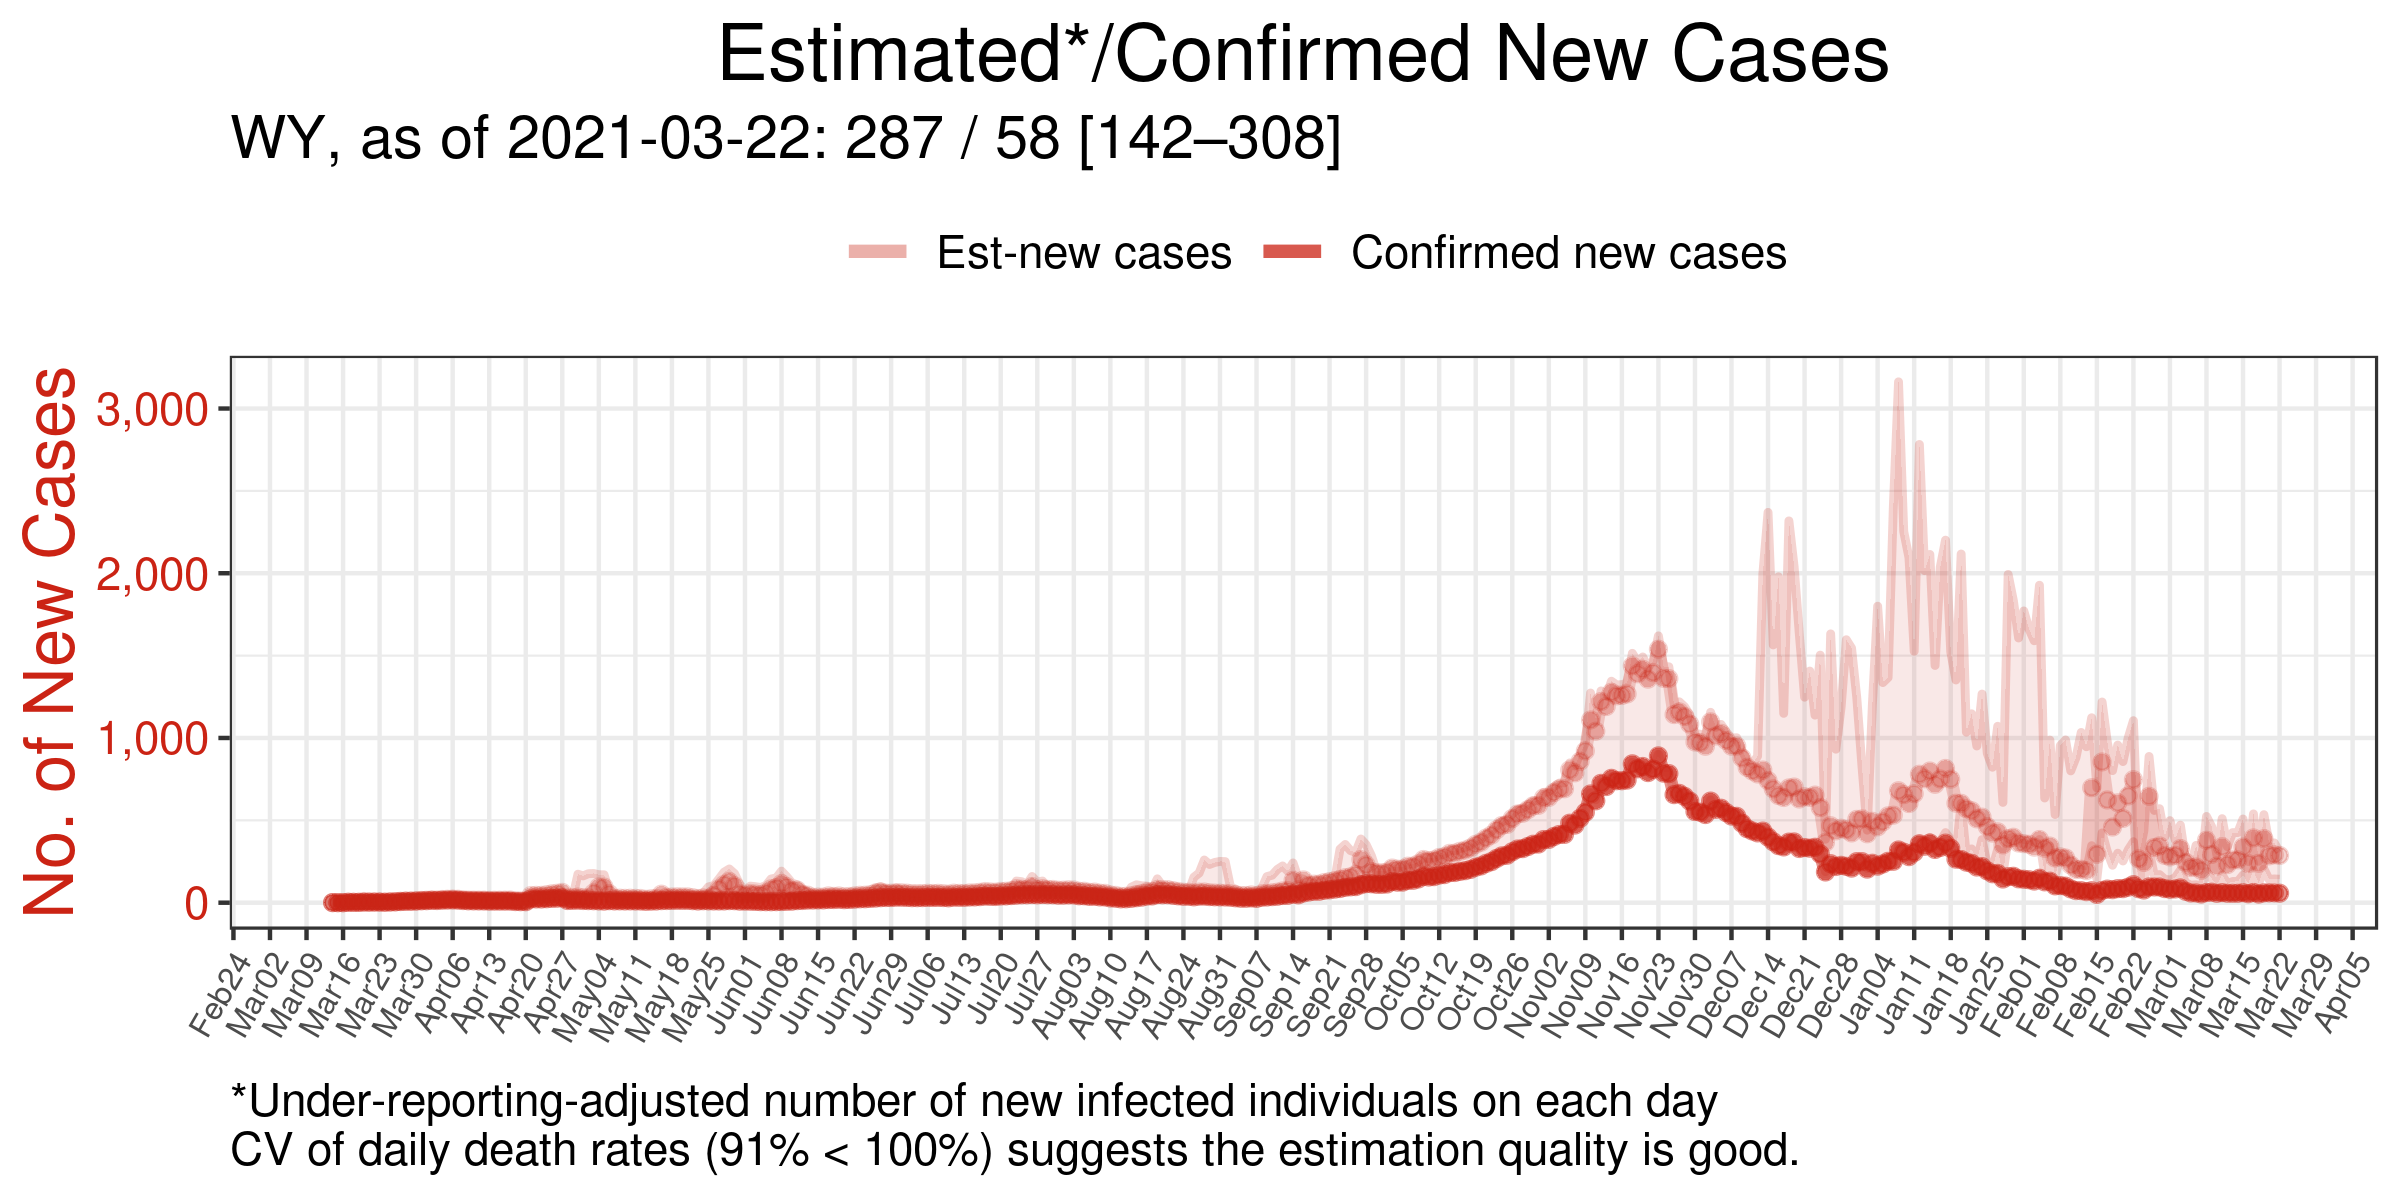 Estimated*/Confirmed New Cases
WY, as of 2021-03-22: 287 / 58 [142–308]
Est-new cases Confirmed new cases
No. of New Cases
3,000
2,000
1,000
0
Feb24 Mar02 Mar09 Mar16 Mar23 Mar30 Apr06 Apr13 Apr20 Apr27 May04 May11 May18 May25 Jun01 Jun08 Jun15 Jun22 Jun29 Jul06 Jul13 Jul20 Jul27 Aug03 Aug10 Aug17 Aug24 Aug31 Sep07 Sep14 Sep21 Sep28 Oct05 Oct12 Oct19 Oct26 Nov02 Nov09 Nov16 Nov23 Nov30 Dec07 Dec14 Dec21 Dec28 Jan04 Jan11 Jan18 Jan25 Feb01 Feb08 Feb15 Feb22 Mar01 Mar08 Mar15 Mar22 Mar29 Apr05
*Under-reporting-adjusted number of new infected individuals on each day
CV of daily death rates (91% < 100%) suggests the estimation quality is good.